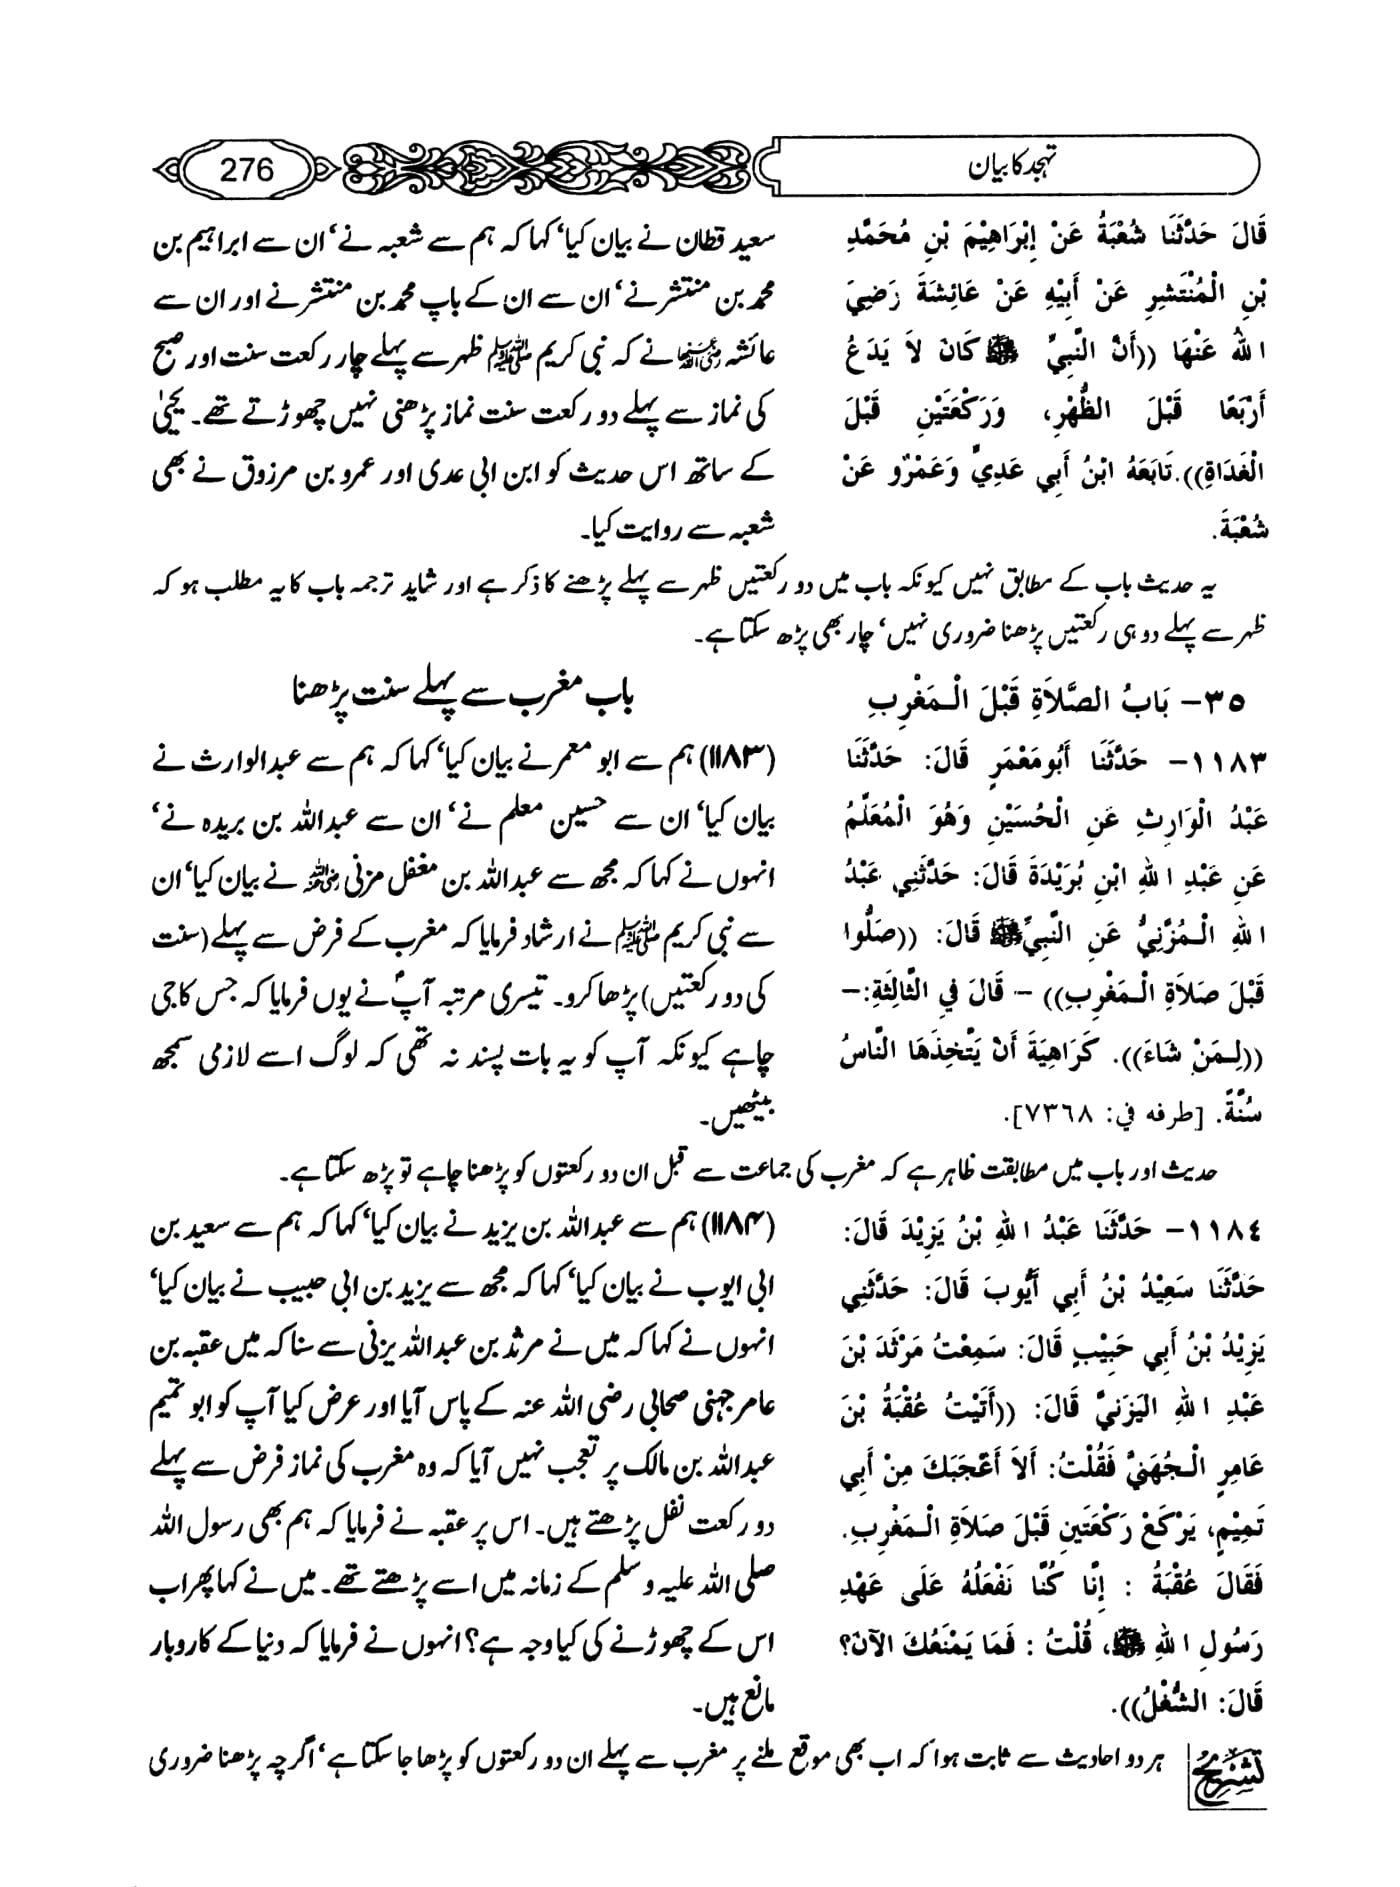 تہجد کا بیان
276
قَالَ حَدَّثَنَا شُعْبَةُ عَنْ إِبْرَاهِيْمَ بْنِ مُحَمَّدِ
بْنِ الْمُنْتَشِرِ عَنْ أَبِيْهِ عَنْ عَائِشَةَ رَضِيَ
اللهُ عَنْهَا ((أَنَّ النَّبِيَّ ﷺ كَانَ لاَ يَدَعُ
أَرْبَعًا قَبْلَ الظُّهْرِ، وَرَكْعَتَيْنِ قَبْلَ
الْغَدَاةِ)). تَابَعَهُ ابْنُ أَبِي عَدِيٍّ وَعَمْرٌو عَنْ
شُعْبَةَ.
سعید قطان نے بیان کیا، کہا کہ ہم سے شعبہ نے، ان سے ابراہیم بن
محمد بن منتشر نے، ان سے ان کے باپ محمد بن منتشر نے اور ان سے
عائشہ رضی اللہ عنہا نے کہ نبی کریم ﷺ ظہر سے پہلے چار رکعت سنت اور صبح
کی نماز سے پہلے دو رکعت سنت نماز پڑھنی نہیں چھوڑتے تھے۔ یحییٰ
کے ساتھ اس حدیث کو ابن ابی عدی اور عمرو بن مرزوق نے بھی
شعبہ سے روایت کیا۔
یہ حدیث باب کے مطابق نہیں کیونکہ باب میں دو رکعتیں ظہر سے پہلے پڑھنے کا ذکر ہے اور شاید ترجمہ باب کا یہ مطلب ہو کہ
ظہر سے پہلے دو ہی رکعتیں پڑھنا ضروری نہیں، چار بھی پڑھ سکتا ہے۔
٣٥- بَابُ الصَّلاَةِ قَبْلَ الْـمَغْرِبِ
باب مغرب سے پہلے سنت پڑھنا
١١٨٣- حَدَّثَنَا أَبُو مَعْمَرٍ قَالَ: حَدَّثَنَا
عَبْدُ الْوَارِثِ عَنِ الْحُسَيْنِ وَهُوَ الْمُعَلِّمُ
عَنِ عَبْدِ اللهِ ابْنِ بُرَيْدَةَ قَالَ: حَدَّثَنِي عَبْدُ
اللهِ الْـمُزَنِيُّ عَنِ النَّبِيِّ ﷺ قَالَ: ((صَلُّوا
قَبْلَ صَلاَةِ الْـمَغْرِبِ)) – قَالَ فِي الثَّالِثَةِ:–
((لِـمَنْ شَاءَ)). كَرَاهِيَةَ أَنْ يَتَّخِذَهَا النَّاسُ
سُنَّةً. [طرفه في: ٧٣٦٨].
(۱۱۸۳) ہم سے ابو معمر نے بیان کیا، کہا کہ ہم سے عبدالوارث نے
بیان کیا، ان سے حسین معلم نے، ان سے عبداللہ بن بریدہ نے،
انہوں نے کہا کہ مجھ سے عبداللہ بن مغفل مزنی رضی اللہ عنہ نے بیان کیا، ان
سے نبی کریم ﷺ نے ارشاد فرمایا کہ مغرب کے فرض سے پہلے (سنت
کی دو رکعتیں) پڑھا کرو۔ تیسری مرتبہ آپؐ نے یوں فرمایا کہ جس کا جی
چاہے کیونکہ آپ کو یہ بات پسند نہ تھی کہ لوگ اسے لازمی سمجھ
بیٹھیں۔
حدیث اور باب میں مطابقت ظاہر ہے کہ مغرب کی جماعت سے قبل ان دو رکعتوں کو پڑھنا چاہے تو پڑھ سکتا ہے۔
١١٨٤- حَدَّثَنَا عَبْدُ اللهِ بْنُ يَزِيْدَ قَالَ:
حَدَّثَنَا سَعِيْدُ بْنُ أَبِي أَيُّوبَ قَالَ: حَدَّثَنِي
يَزِيْدُ بْنُ أَبِي حَبِيْبٍ قَالَ: سَمِعْتُ مَرْثَدَ بْنَ
عَبْدِ اللهِ الْيَزَنِيَّ قَالَ: ((أَتَيْتُ عُقْبَةَ بْنَ
عَامِرٍ الْـجُهَنِيَّ فَقُلْتُ: أَلاَ أُعَجِّبُكَ مِنْ أَبِي
تَمِيْمٍ، يَرْكَعُ رَكْعَتَينِ قَبْلَ صَلاَةِ الْـمَغْرِبِ.
فَقَالَ عُقْبَةُ : إِنَّا كُنَّا نَفْعَلُهُ عَلَى عَهْدِ
رَسُولِ اللهِ ﷺ، قُلْتُ : فَمَا يَمْنَعُكَ الآنَ؟
قَالَ: الشُّغْلُ)).
(۱۱۸۴) ہم سے عبداللہ بن یزید نے بیان کیا، کہا کہ ہم سے سعید بن
ابی ایوب نے بیان کیا، کہا کہ مجھ سے یزید بن ابی حبیب نے بیان کیا،
انہوں نے کہا کہ میں نے مرثد بن عبداللہ یزنی سے سنا کہ میں عقبہ بن
عامر جہنی صحابی رضی اللہ عنہ کے پاس آیا اور عرض کیا آپ کو ابو تمیم
عبداللہ بن مالک پر تعجب نہیں آیا کہ وہ مغرب کی نماز فرض سے پہلے
دو رکعت نفل پڑھتے ہیں۔ اس پر عقبہ نے فرمایا کہ ہم بھی رسول اللہ
صلی اللہ علیہ وسلم کے زمانہ میں اسے پڑھتے تھے۔ میں نے کہا پھر اب
اس کے چھوڑنے کی کیا وجہ ہے؟ انہوں نے فرمایا کہ دنیا کے کاروبار
مانع ہیں۔
تشریح
ہر دو احادیث سے ثابت ہوا کہ اب بھی موقع ملنے پر مغرب سے پہلے ان دو رکعتوں کو پڑھا جا سکتا ہے، اگرچہ پڑھنا ضروری